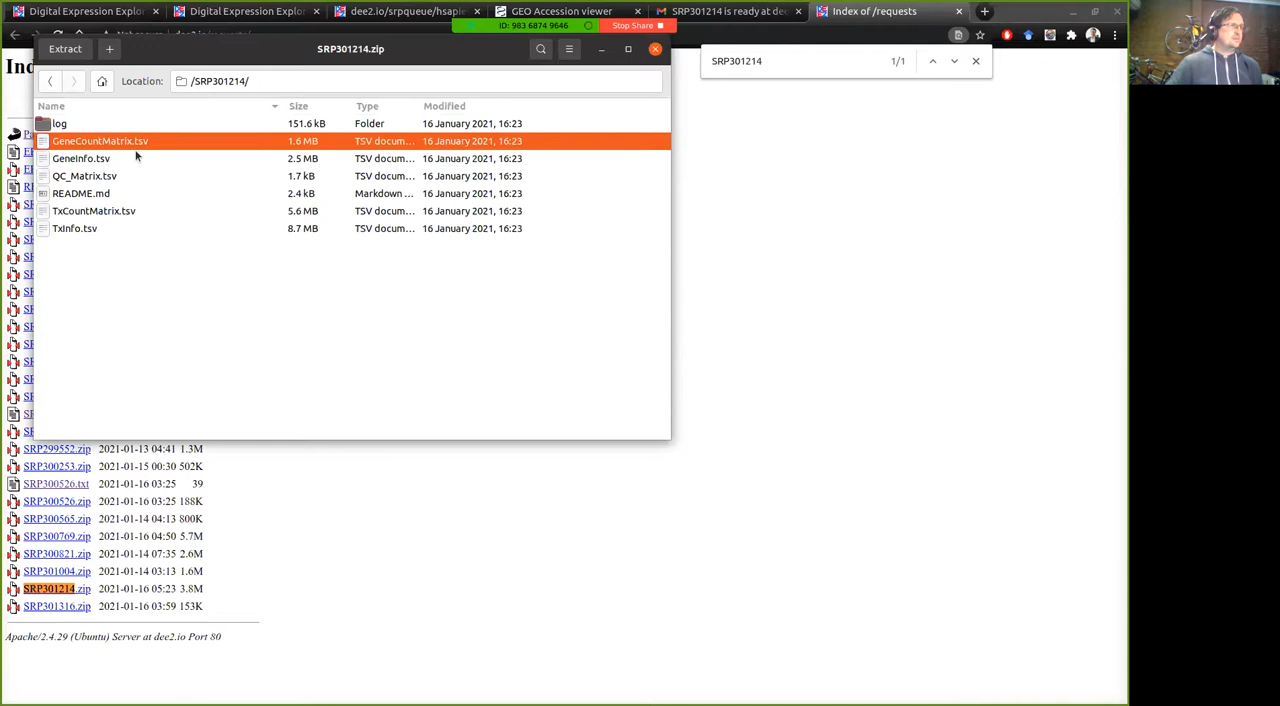 Digital Expression Explor
Digital Expression Explor
dee2.io/srpqueue/hsapie
GEO Accession viewer
SRP301214 is ready at de
Index of /requests
ID: 983 6874 9646
Stop Share
Extract
SRP301214.zip
SRP301214
1/1
Location:
/SRP301214/
Name
Size
Type
Modified
log
151.6 kB
Folder
16 January 2021, 16:23
GeneCountMatrix.tsv
1.6 MB
TSV docum...
16 January 2021, 16:23
GeneInfo.tsv
2.5 MB
TSV docum...
16 January 2021, 16:23
QC_Matrix.tsv
1.7 kB
TSV docum...
16 January 2021, 16:23
README.md
2.4 kB
Markdown ...
16 January 2021, 16:23
TxCountMatrix.tsv
5.6 MB
TSV docum...
16 January 2021, 16:23
TxInfo.tsv
8.7 MB
TSV docum...
16 January 2021, 16:23
SRP299552.zip 2021-01-13 04:41 1.3M
SRP300253.zip 2021-01-15 00:30 502K
SRP300526.txt 2021-01-16 03:25 39
SRP300526.zip 2021-01-16 03:25 188K
SRP300565.zip 2021-01-14 04:13 800K
SRP300769.zip 2021-01-16 04:50 5.7M
SRP300821.zip 2021-01-14 07:35 2.6M
SRP301004.zip 2021-01-14 03:13 1.6M
SRP301214.zip 2021-01-16 05:23 3.8M
SRP301316.zip 2021-01-16 03:59 153K
Apache/2.4.29 (Ubuntu) Server at dee2.io Port 80